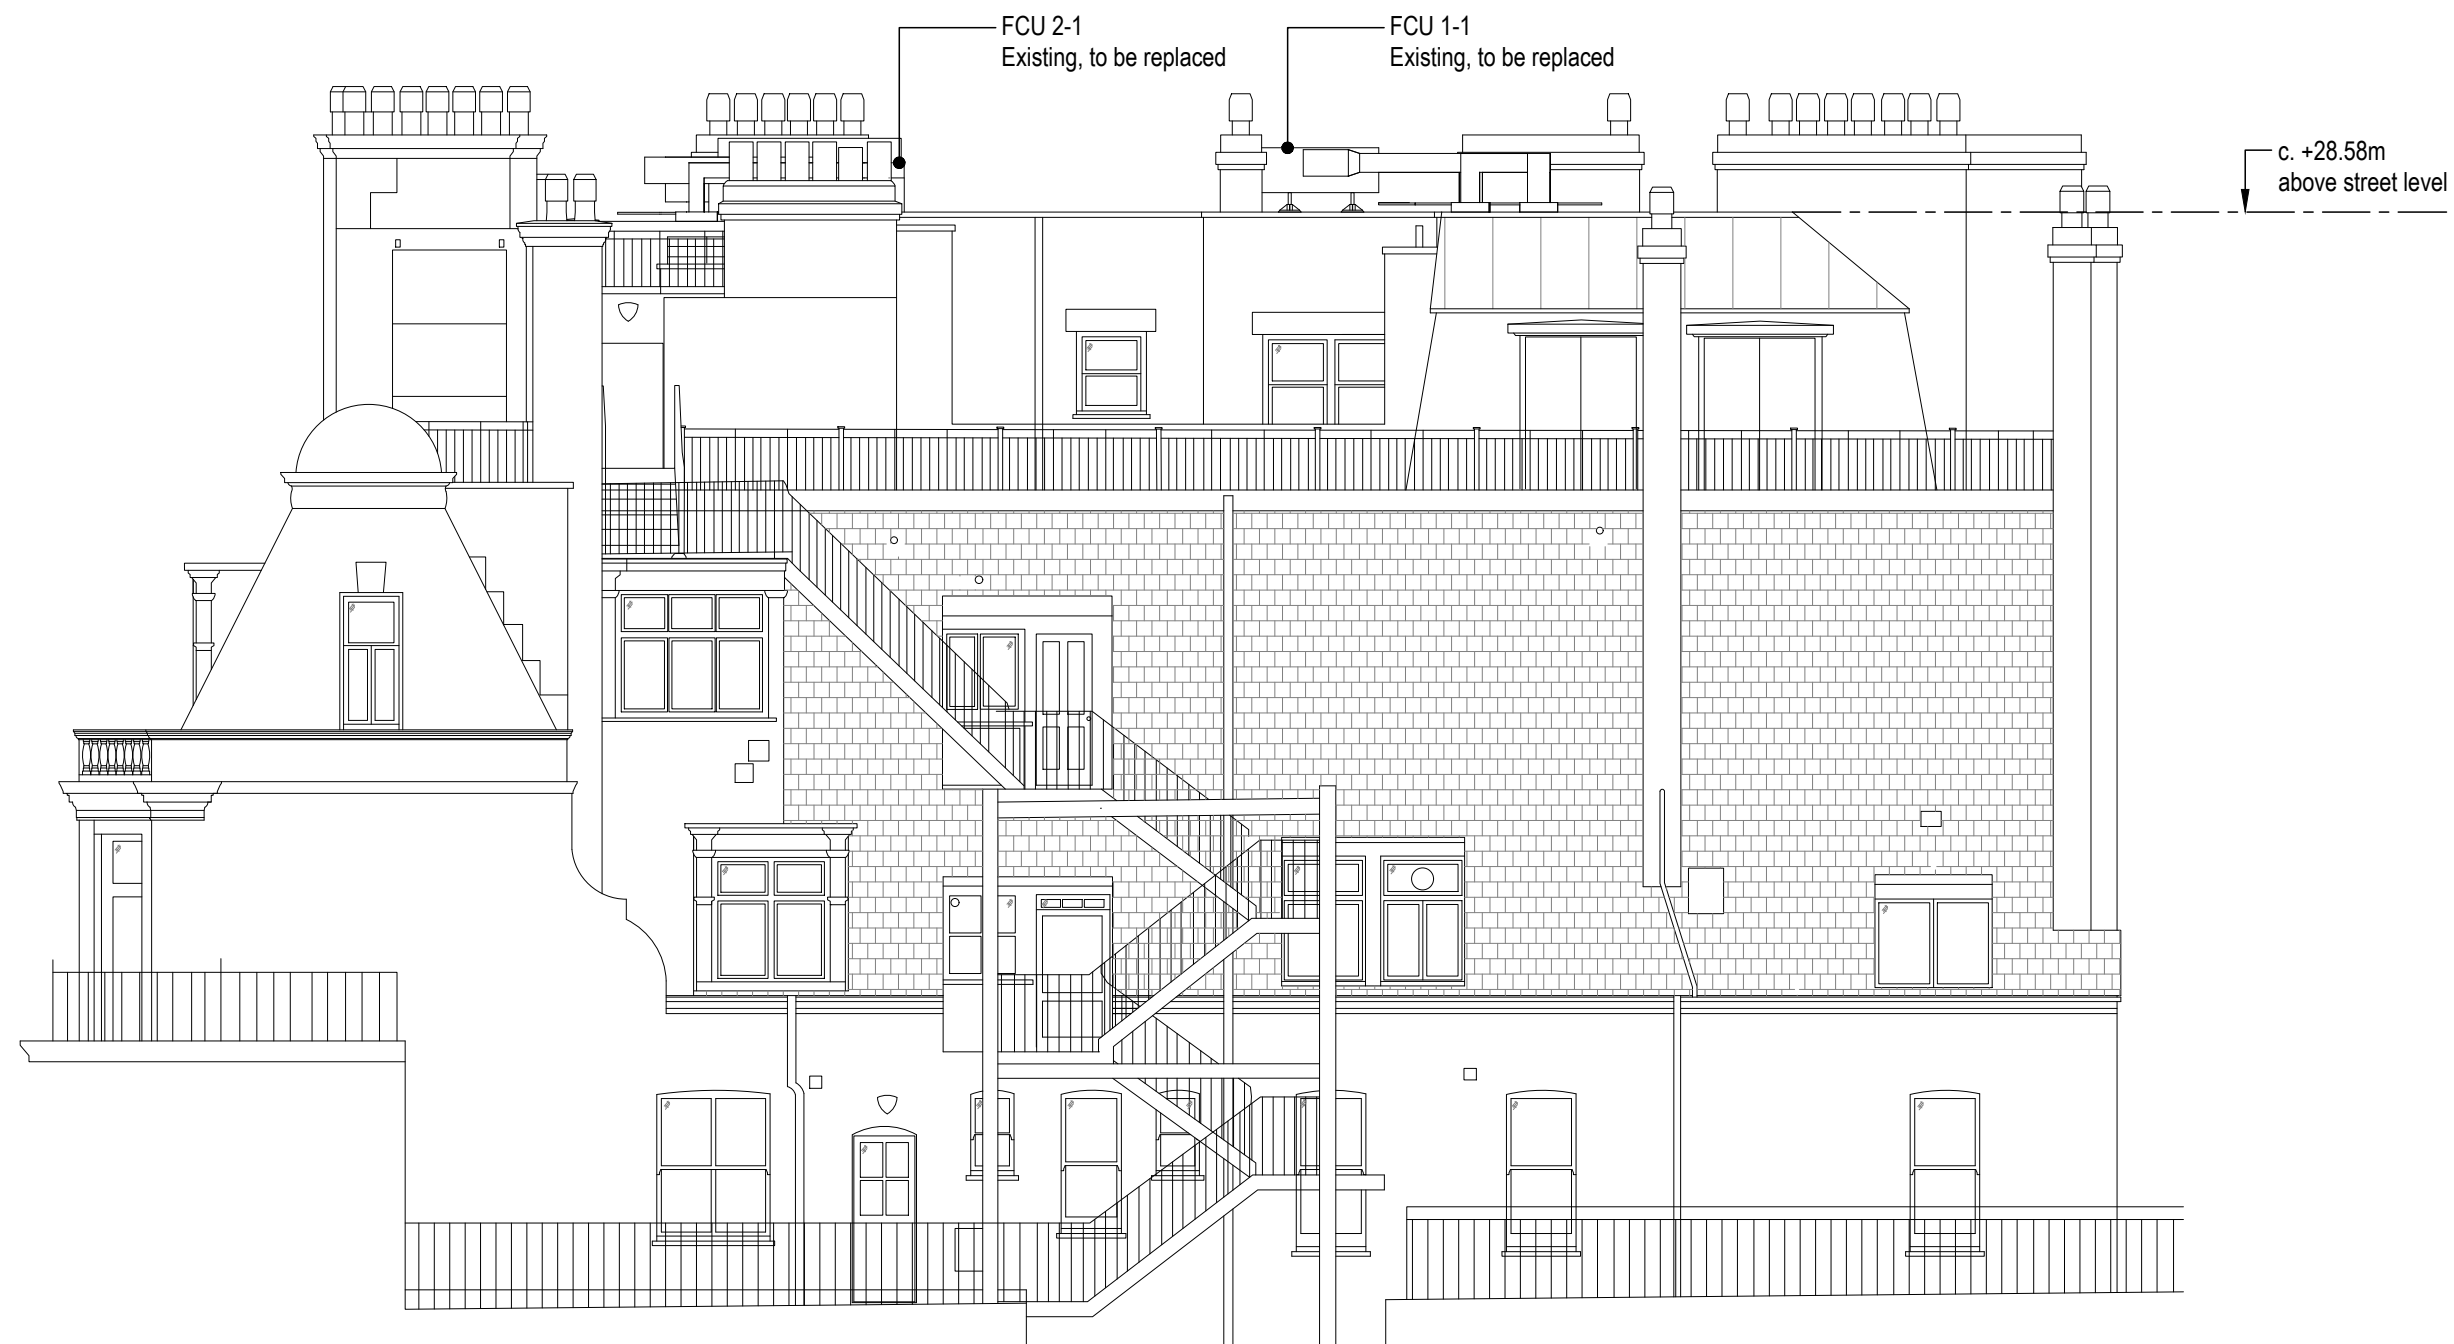 FCU 2-1
Existing, to be replaced
FCU 1-1
Existing, to be replaced
c. +28.58m
above street level